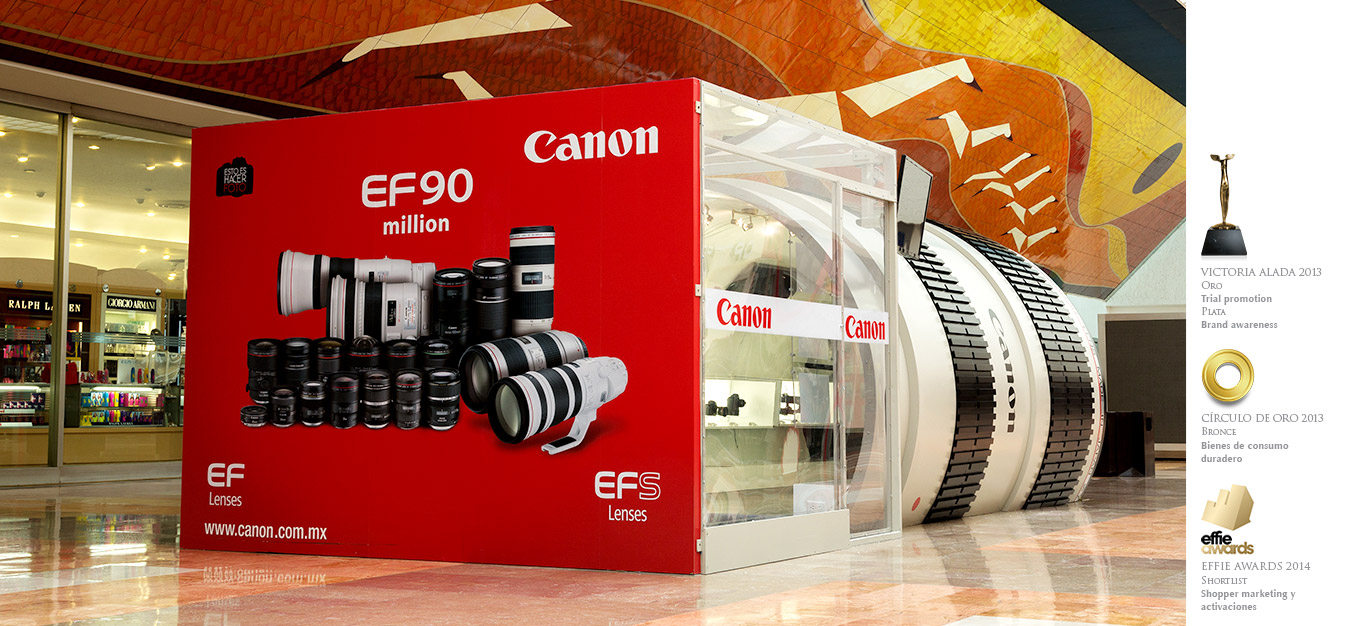 ESTO ES
HACER
FOTO
Canon
EF90
million
EF
Lenses
EFS
Lenses
www.canon.com.mx
RALPH LAUREN
GIORGIO ARMANI
Canon
Canon
Canon
VICTORIA ALADA 2013
ORO
Trial promotion
PLATA
Brand awareness
CÍRCULO DE ORO 2013
BRONCE
Bienes de consumo
duradero
effie
awards
EFFIE AWARDS 2014
SHORTLIST
Shopper marketing y
activaciones